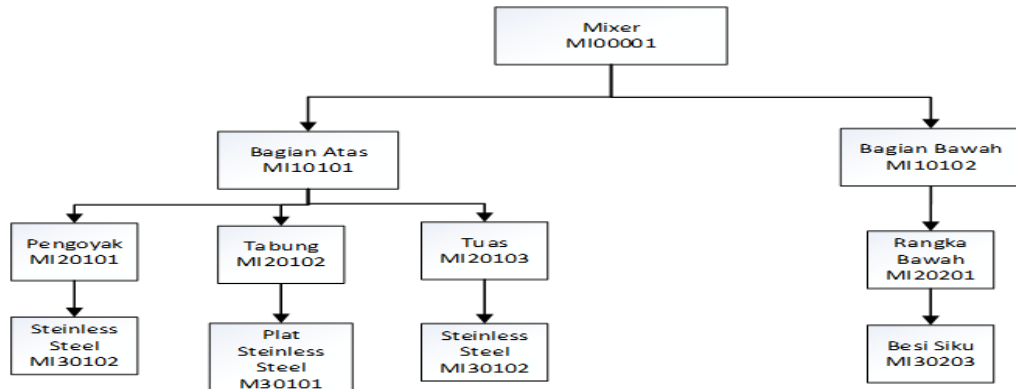 Mixer
MI00001
Bagian Atas
MI10101
Bagian Bawah
MI10102
Pengoyak
MI20101
Tabung
MI20102
Tuas
MI20103
Rangka
Bawah
MI20201
Steinless
Steel
MI30102
Plat
Steinless
Steel
M30101
Steinless
Steel
MI30102
Besi Siku
MI30203